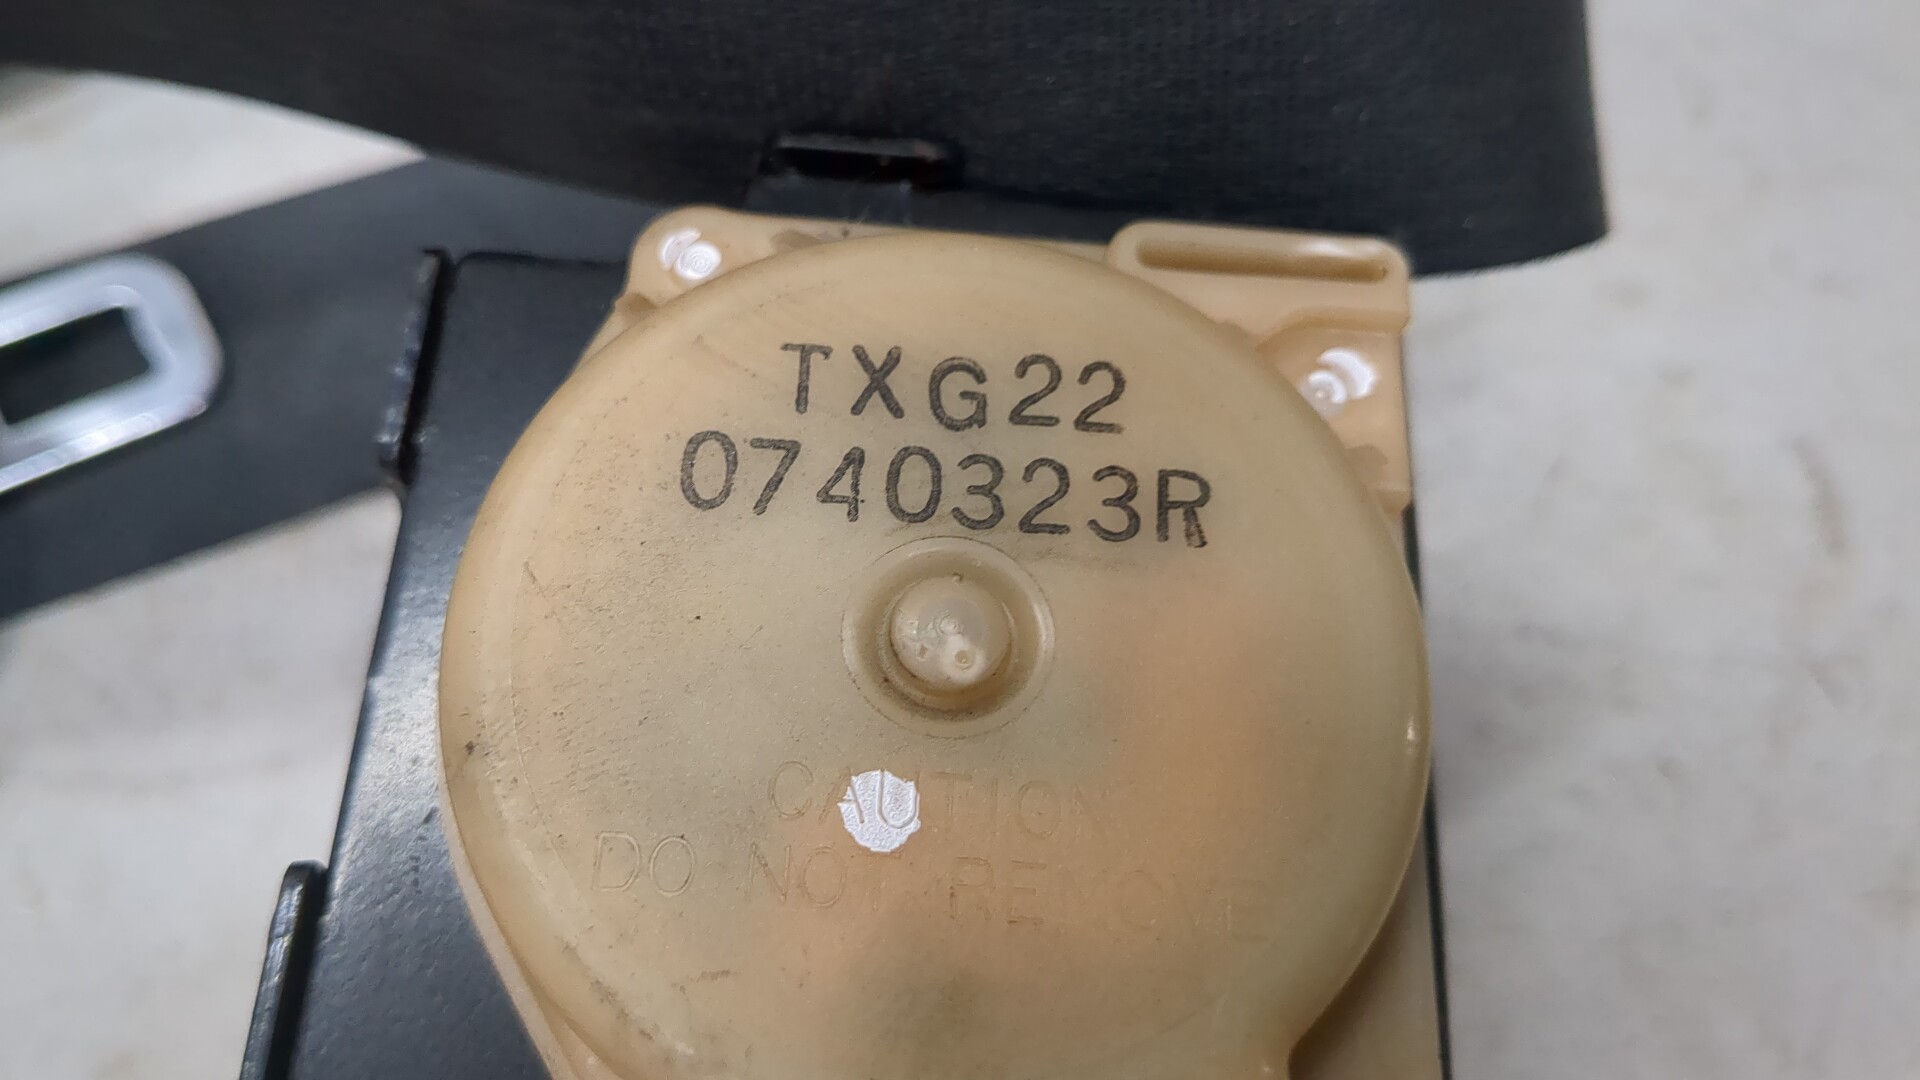 TXG22
0740323R
CAUTION
DO NOT REMOVE